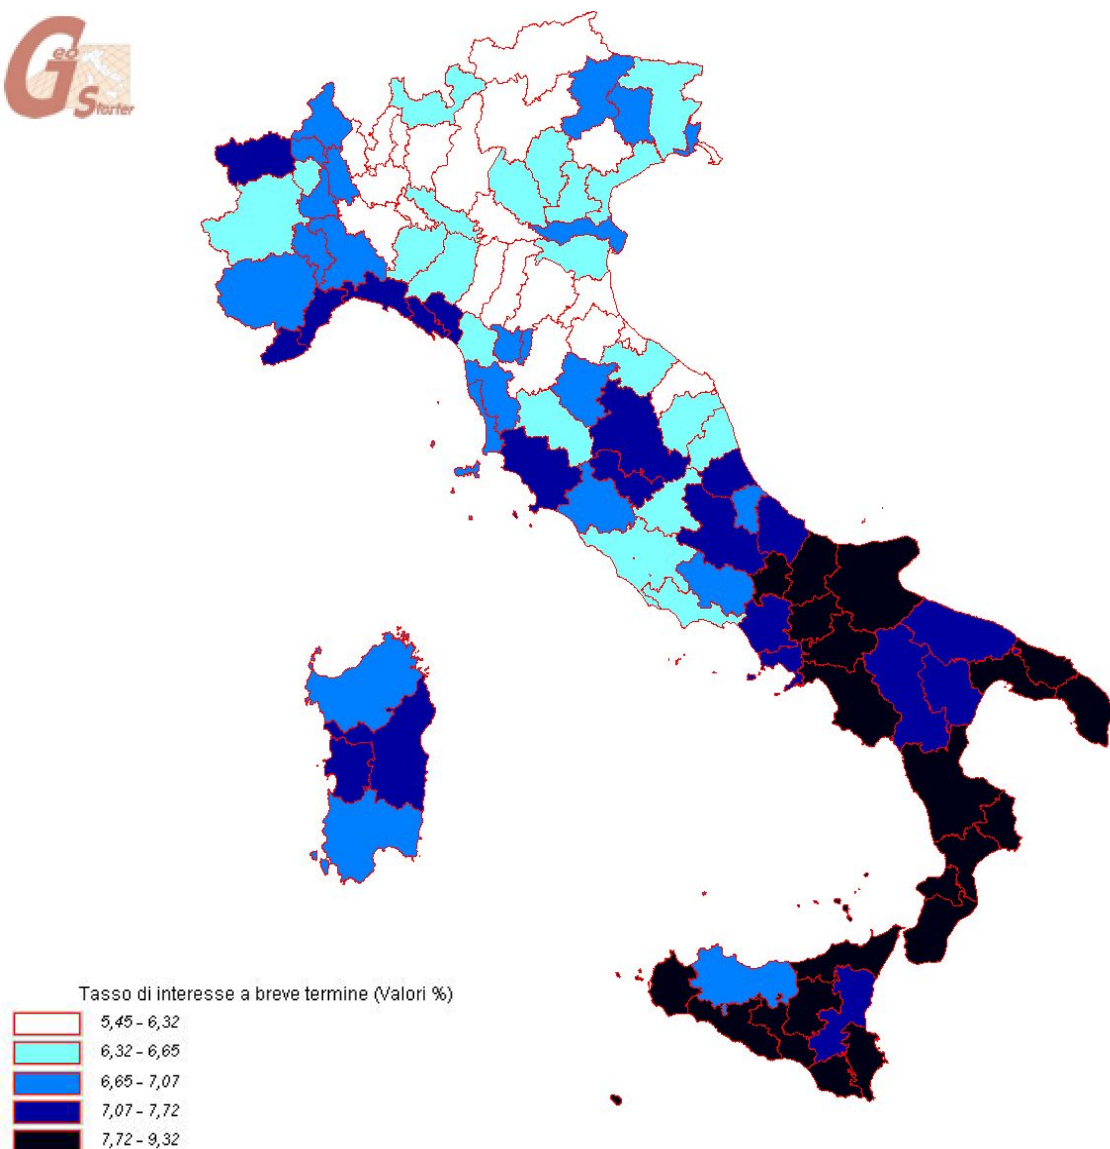 Geo
Starter
Tasso di interesse a breve termine (Valori %)
5,45 - 6,32
6,32 - 6,65
6,65 - 7,07
7,07 - 7,72
7,72 - 9,32